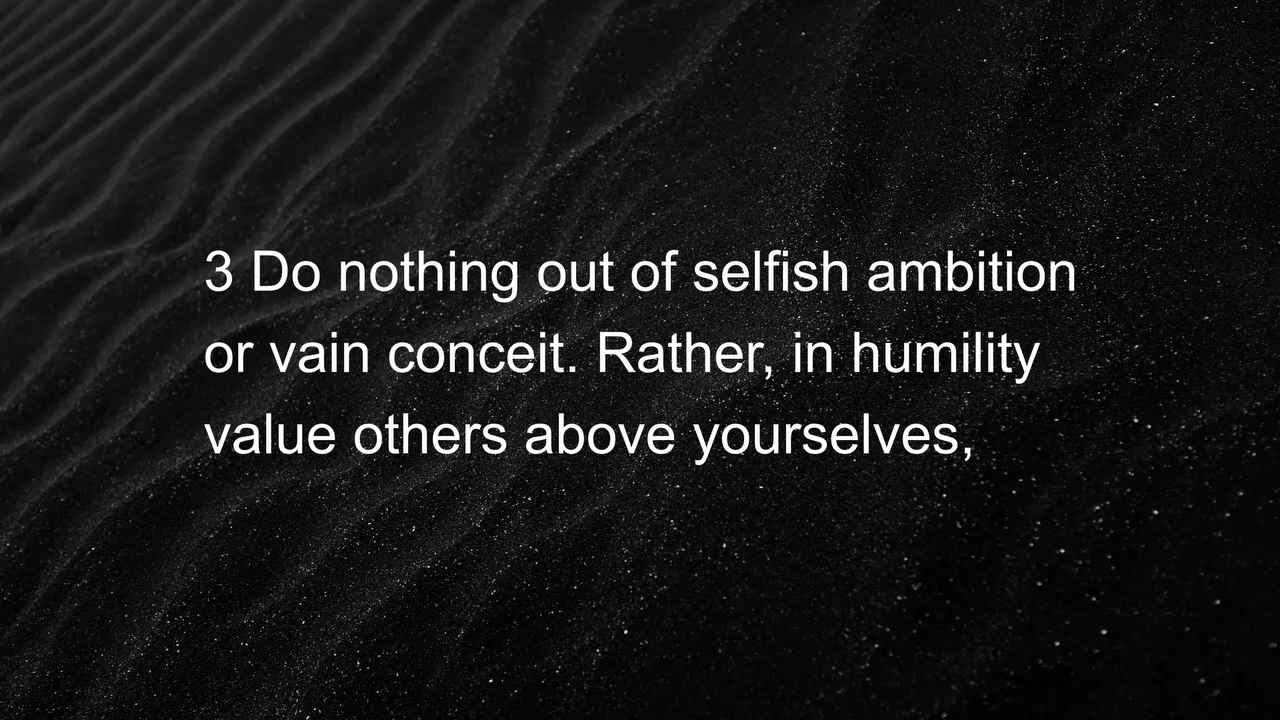 3 Do nothing out of selfish ambition
or vain conceit. Rather, in humility
value others above yourselves,